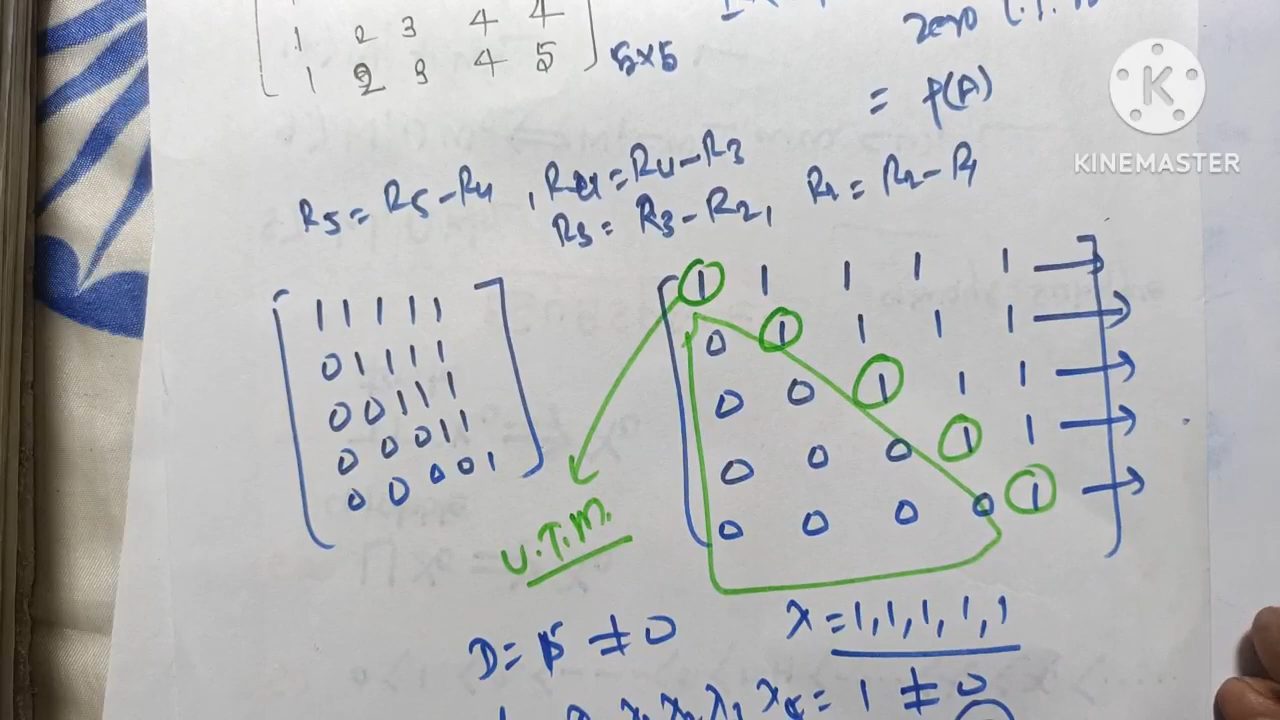 1 2 3 4 4
1 2 3 4 5 5×5
zero
= ρ(A)
K
KINEMASTER
R5 = R5-R4 , R4 = R4-R3
R3 = R3-R2, R2 = R2-R1
1 1 1 1 1
0 1 1 1 1
0 0 1 1 1
0 0 0 1 1
0 0 0 0 1
1 1 1 1 1
0 1 1 1 1
0 0 1 1 1
0 0 0 1 1
0 0 0 0 1
U.T.M.
D = ≠ 0
λ = 1, 1, 1, 1, 1
= 1 ≠ 0